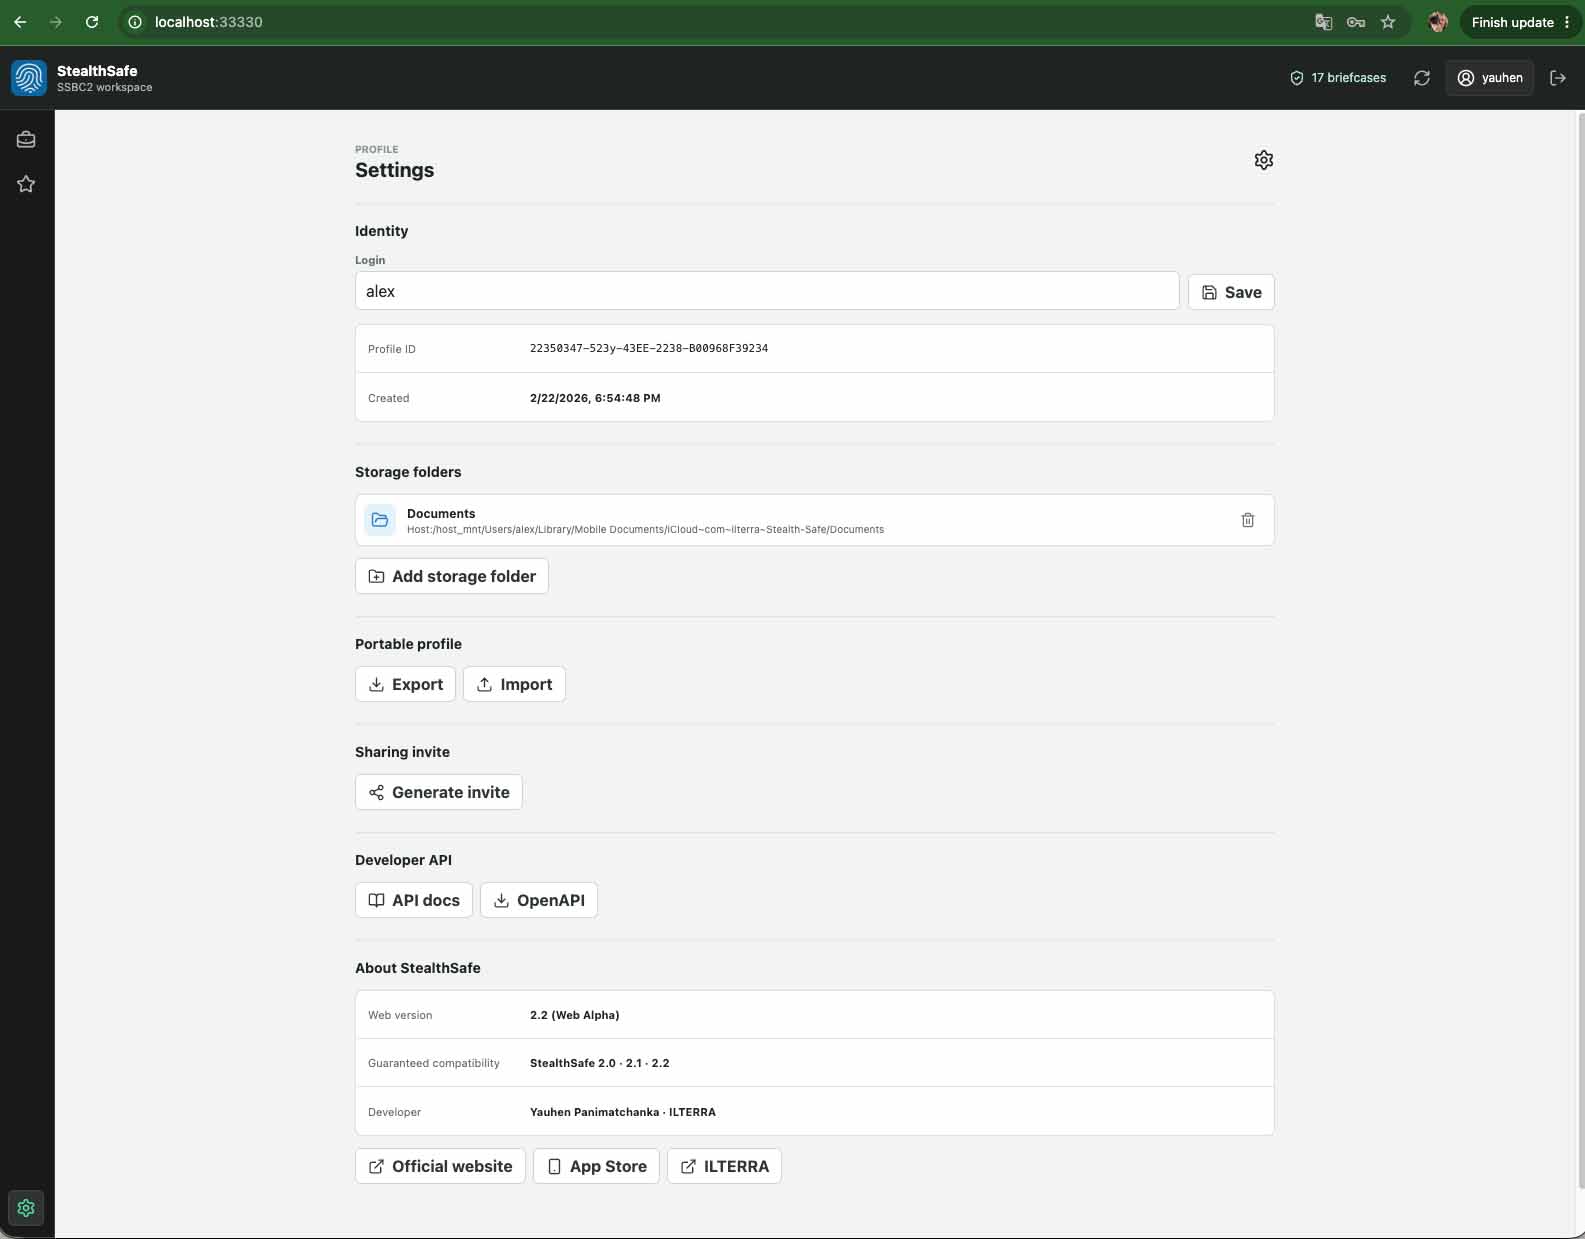 localhost:33330
Finish update
StealthSafe
SSBC2 workspace
17 briefcases
yauhen
PROFILE
Settings
Identity
Login
alex
Save
Profile ID 22350347-523y-43EE-2238-B00968F39234
Created 2/22/2026, 6:54:48 PM
Storage folders
Documents
Host:/host_mnt/Users/alex/Library/Mobile Documents/iCloud~com~ilterra~Stealth-Safe/Documents
Add storage folder
Portable profile
Export Import
Sharing invite
Generate invite
Developer API
API docs OpenAPI
About StealthSafe
Web version 2.2 (Web Alpha)
Guaranteed compatibility StealthSafe 2.0 · 2.1 · 2.2
Developer Yauhen Panimatchanka · ILTERRA
Official website App Store ILTERRA